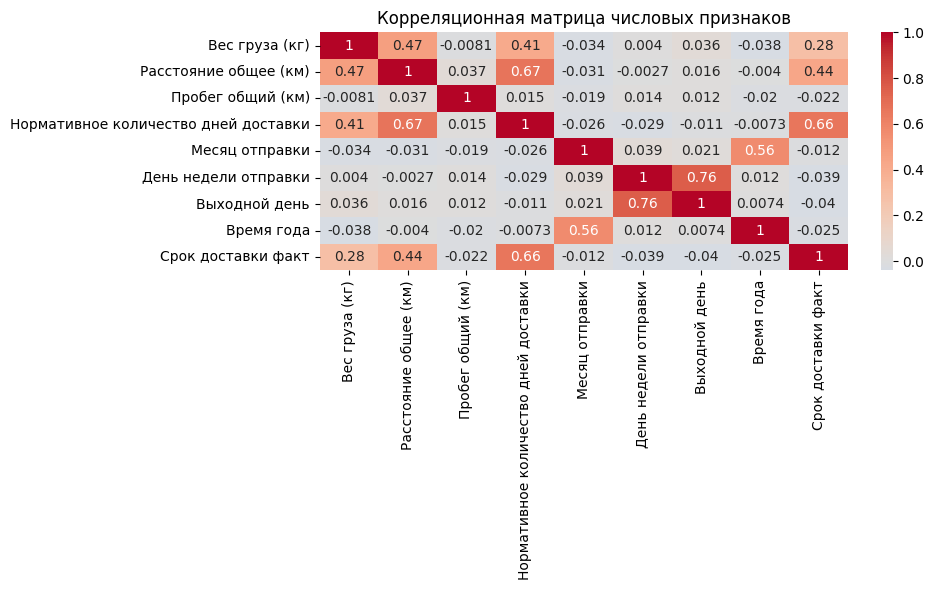 Корреляционная матрица числовых признаков
Вес груза (кг) 1 0.47 -0.0081 0.41 -0.034 0.004 0.036 -0.038 0.28
Расстояние общее (км) 0.47 1 0.037 0.67 -0.031 -0.0027 0.016 -0.004 0.44
Пробег общий (км) -0.0081 0.037 1 0.015 -0.019 0.014 0.012 -0.02 -0.022
Нормативное количество дней доставки 0.41 0.67 0.015 1 -0.026 -0.029 -0.011 -0.0073 0.66
Месяц отправки -0.034 -0.031 -0.019 -0.026 1 0.039 0.021 0.56 -0.012
День недели отправки 0.004 -0.0027 0.014 -0.029 0.039 1 0.76 0.012 -0.039
Выходной день 0.036 0.016 0.012 -0.011 0.021 0.76 1 0.0074 -0.04
Время года -0.038 -0.004 -0.02 -0.0073 0.56 0.012 0.0074 1 -0.025
Срок доставки факт 0.28 0.44 -0.022 0.66 -0.012 -0.039 -0.04 -0.025 1
Вес груза (кг)
Расстояние общее (км)
Пробег общий (км)
Нормативное количество дней доставки
Месяц отправки
День недели отправки
Выходной день
Время года
Срок доставки факт
1.0
0.8
0.6
0.4
0.2
0.0